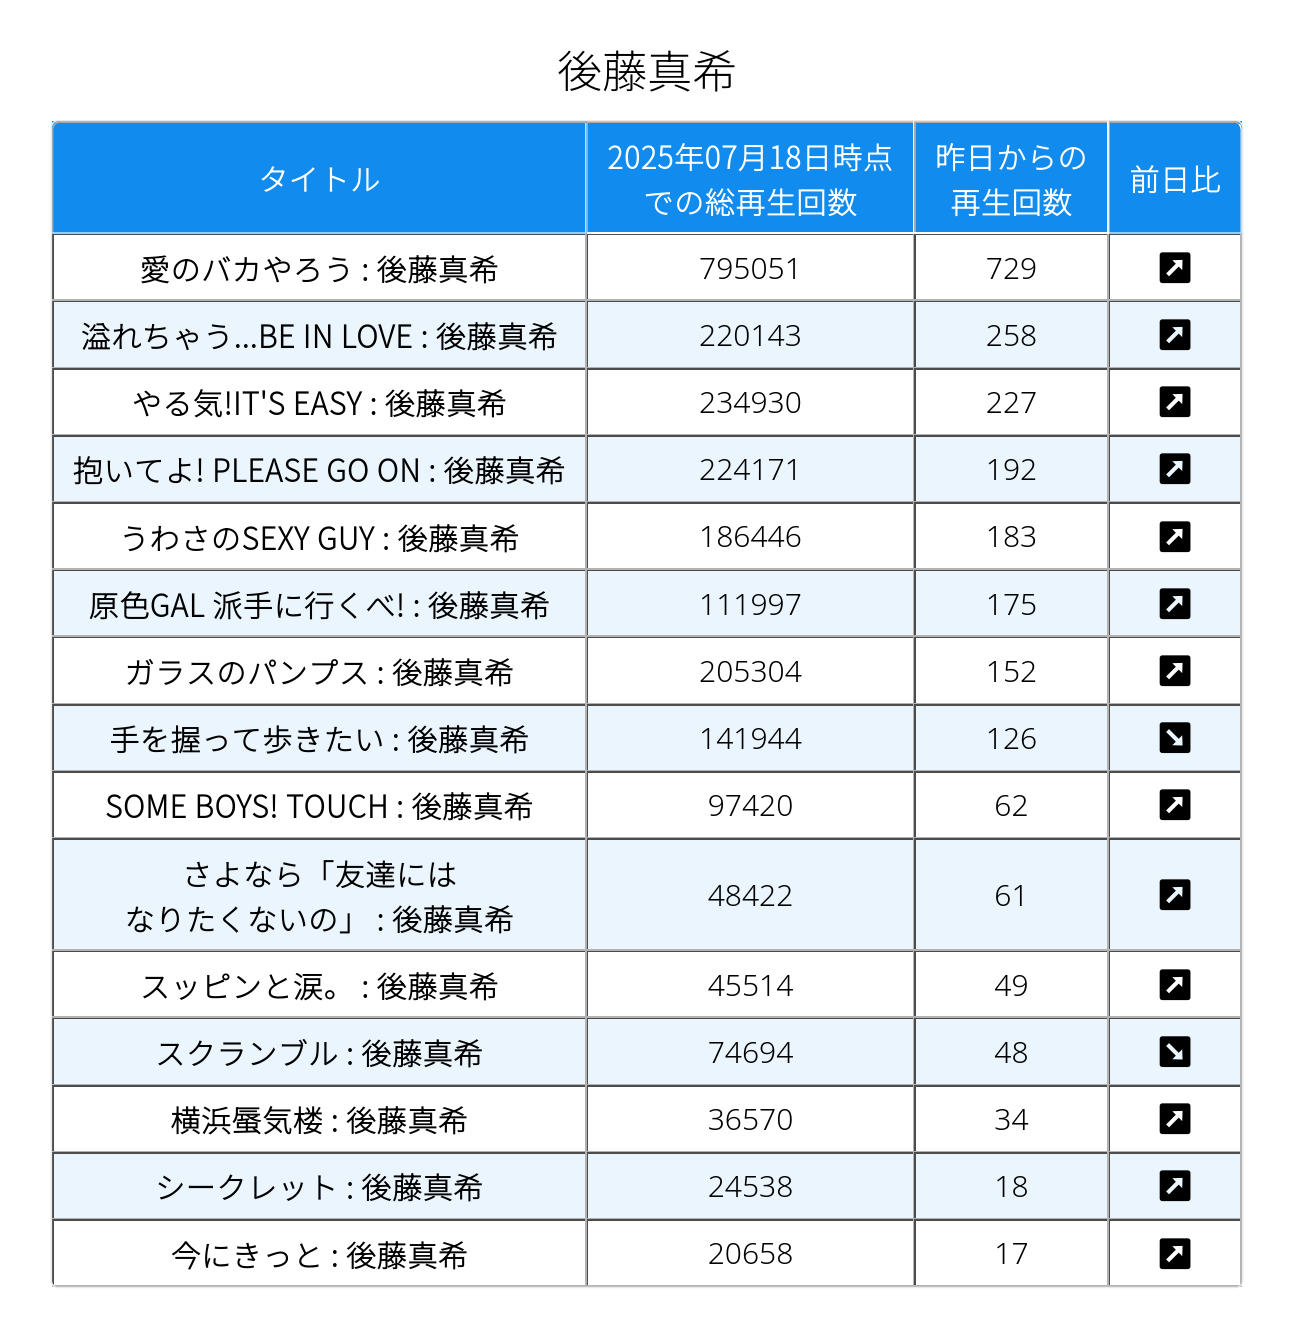 後藤真希
タイトル
2025年07月18日時点
での総再生回数
昨日からの
再生回数
前日比
愛のバカやろう : 後藤真希 795051 729
溢れちゃう...BE IN LOVE : 後藤真希 220143 258
やる気!IT'S EASY : 後藤真希 234930 227
抱いてよ! PLEASE GO ON : 後藤真希 224171 192
うわさのSEXY GUY : 後藤真希 186446 183
原色GAL 派手に行くべ! : 後藤真希 111997 175
ガラスのパンプス : 後藤真希 205304 152
手を握って歩きたい : 後藤真希 141944 126
SOME BOYS! TOUCH : 後藤真希 97420 62
さよなら「友達には
なりたくないの」 : 後藤真希 48422 61
スッピンと涙。 : 後藤真希 45514 49
スクランブル : 後藤真希 74694 48
横浜蜃気楼 : 後藤真希 36570 34
シークレット : 後藤真希 24538 18
今にきっと : 後藤真希 20658 17